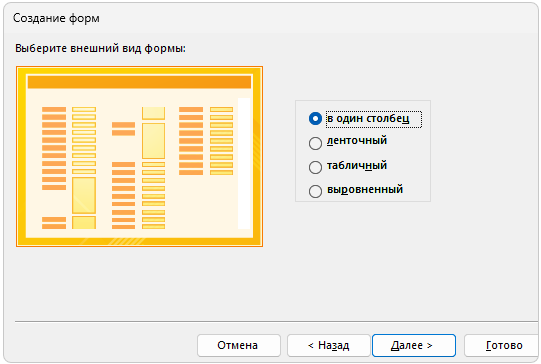 Создание форм
Выберите внешний вид формы:
в один столбец
ленточный
табличный
выровненный
Отмена
< Назад
Далее >
Готово